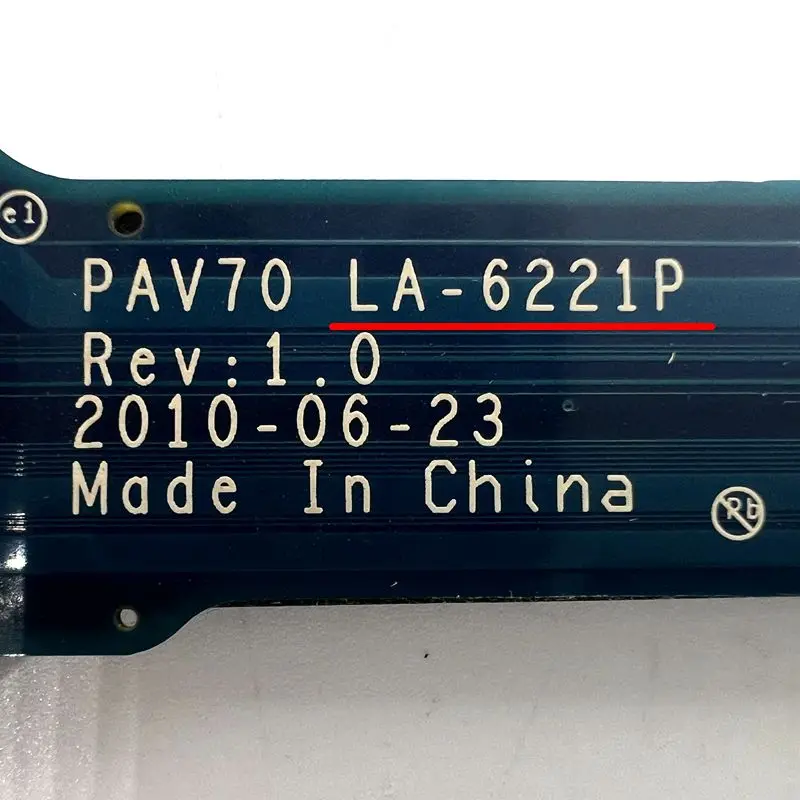 e1
PAV70 LA-6221P
Rev:1.0
2010-06-23
Made In China
Pb